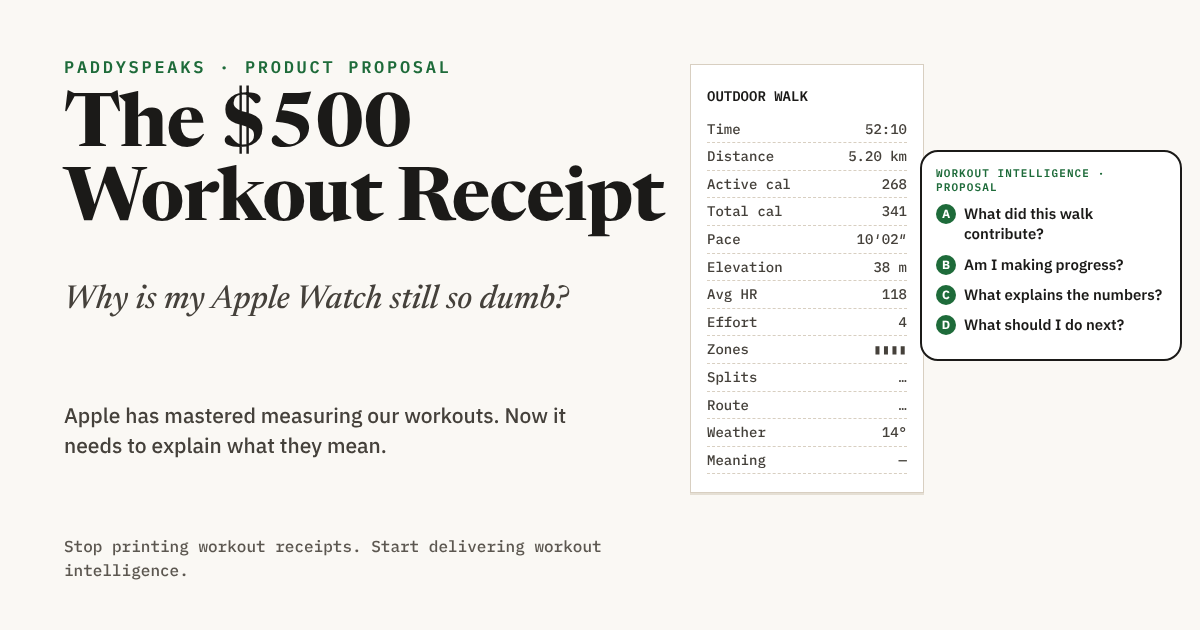 PADDYSPEAKS · PRODUCT PROPOSAL
The $500
Workout Receipt
Why is my Apple Watch still so dumb?
Apple has mastered measuring our workouts. Now it
needs to explain what they mean.
Stop printing workout receipts. Start delivering workout
intelligence.
OUTDOOR WALK
Time 52:10
Distance 5.20 km
Active cal 268
Total cal 341
Pace 10′02″
Elevation 38 m
Avg HR 118
Effort 4
Zones ▮▮▮▮
Splits …
Route …
Weather 14°
Meaning —
WORKOUT INTELLIGENCE ·
PROPOSAL
A What did this walk
contribute?
B Am I making progress?
C What explains the numbers?
D What should I do next?